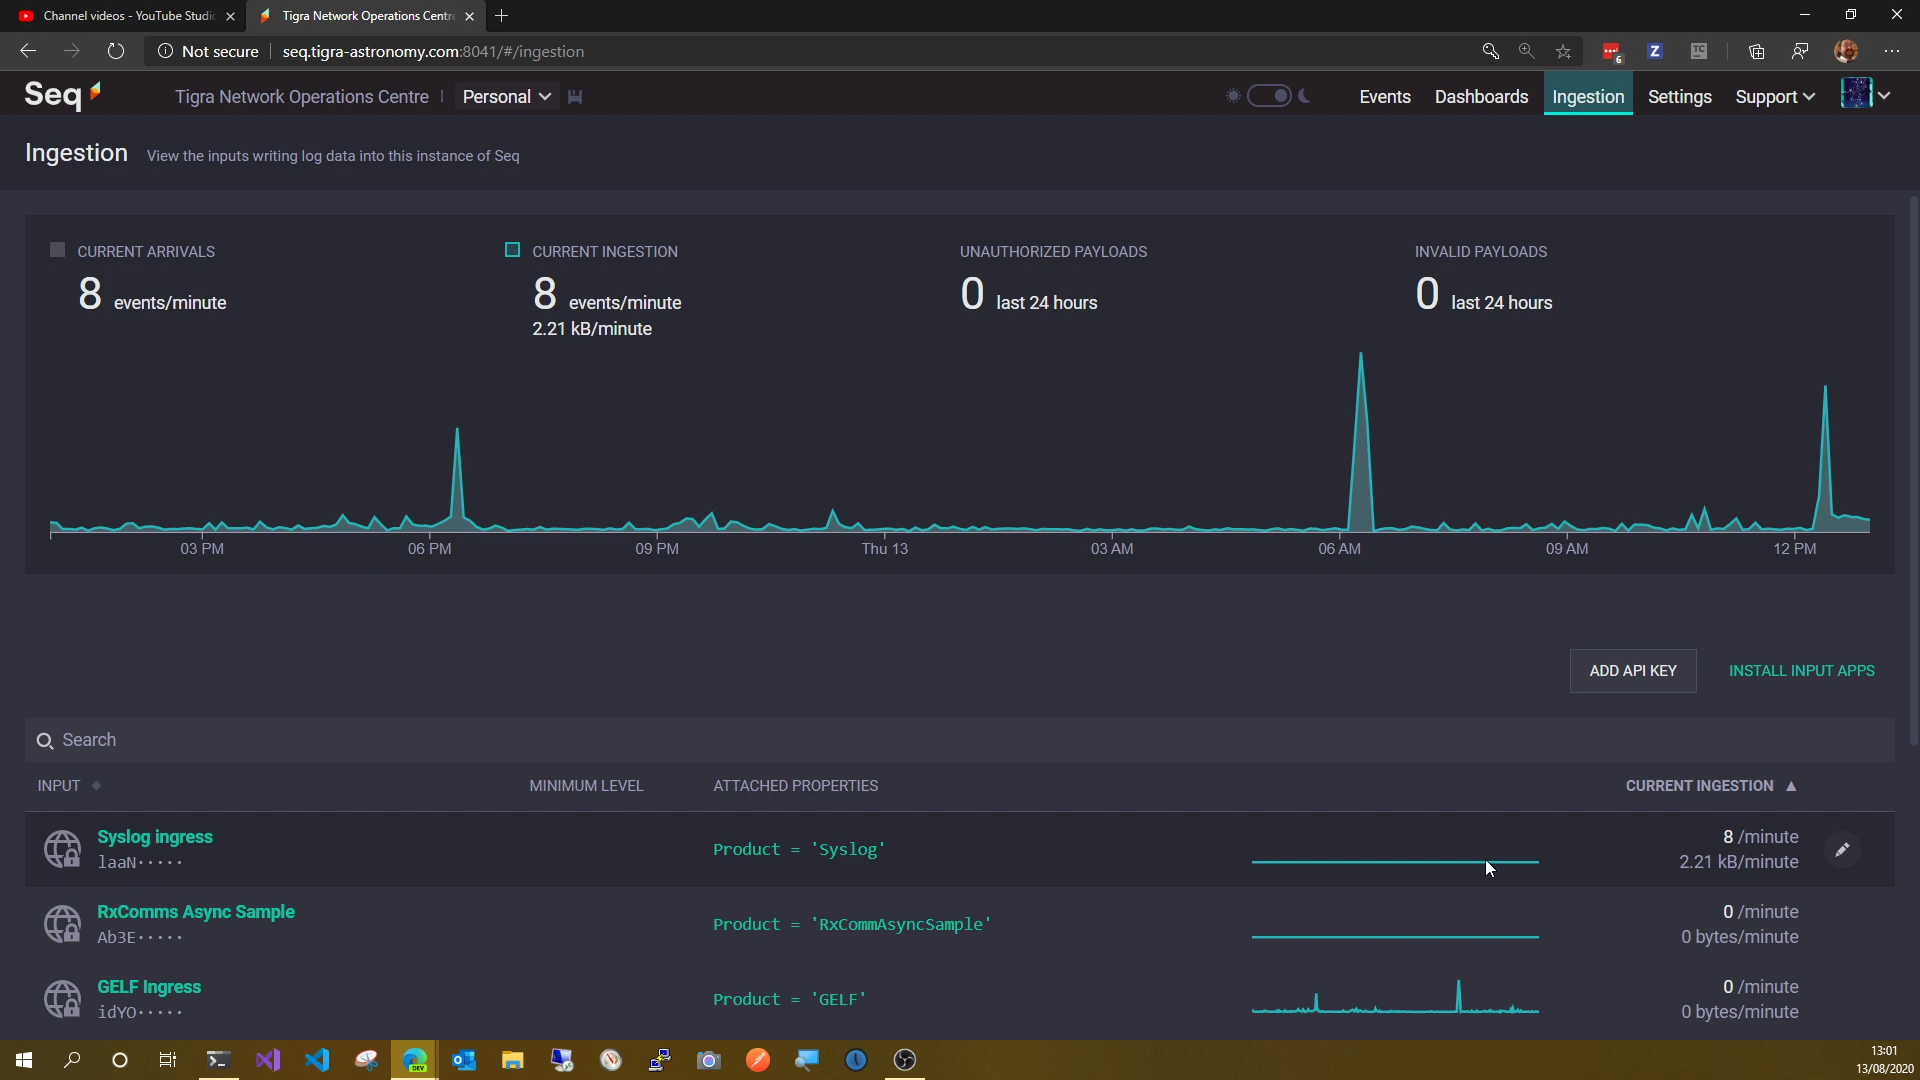 Channel videos - YouTube Studi
Tigra Network Operations Centre
Not secure
seq.tigra-astronomy.com:8041/#/ingestion
6
Z
TC
Seq
Tigra Network Operations Centre
Personal
Events
Dashboards
Ingestion
Settings
Support
Ingestion
View the inputs writing log data into this instance of Seq
CURRENT ARRIVALS
8 events/minute
CURRENT INGESTION
8 events/minute
2.21 kB/minute
UNAUTHORIZED PAYLOADS
0 last 24 hours
INVALID PAYLOADS
0 last 24 hours
03 PM
06 PM
09 PM
Thu 13
03 AM
06 AM
09 AM
12 PM
ADD API KEY
INSTALL INPUT APPS
Search
INPUT
MINIMUM LEVEL
ATTACHED PROPERTIES
CURRENT INGESTION
Syslog ingress
laaN·····
Product = 'Syslog'
8 /minute
2.21 kB/minute
RxComms Async Sample
Ab3E·····
Product = 'RxCommAsyncSample'
0 /minute
0 bytes/minute
GELF Ingress
idYO·····
Product = 'GELF'
0 /minute
0 bytes/minute
DEV
13:01
13/08/2020